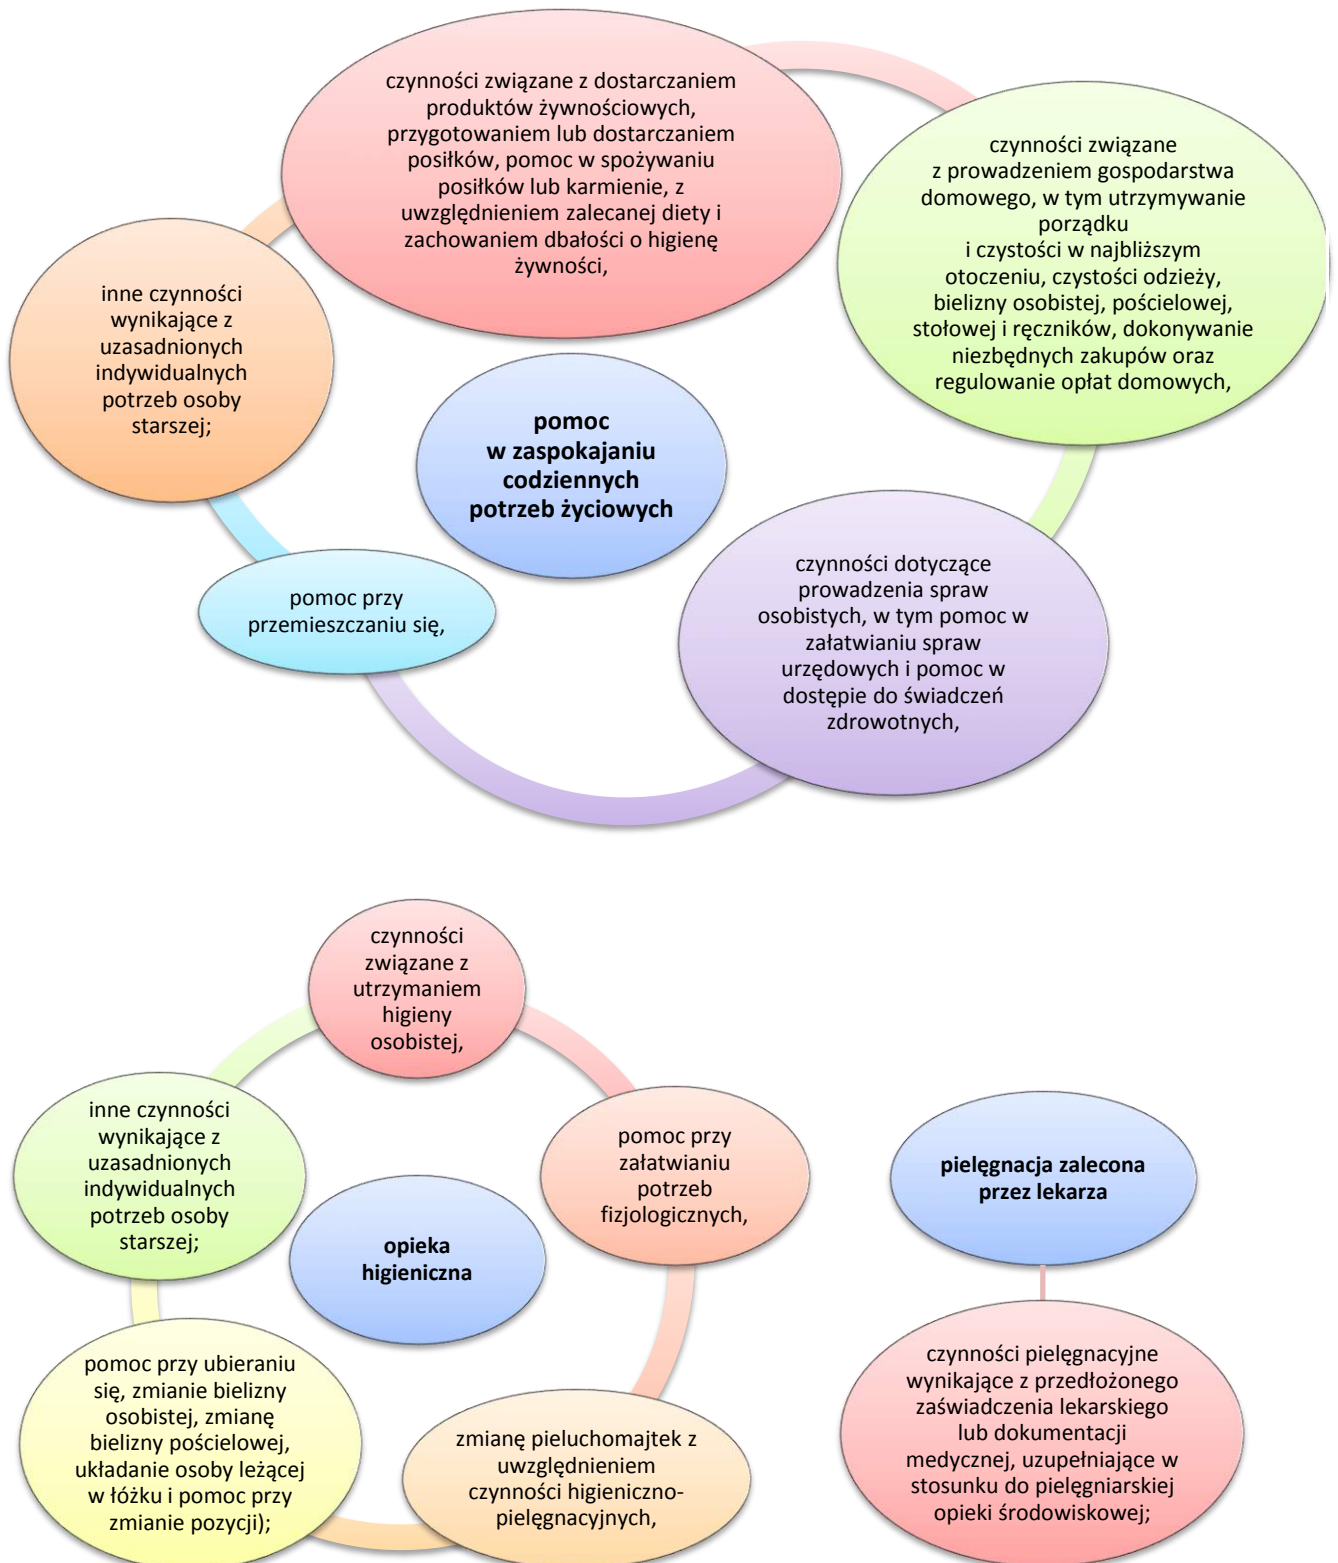 czynności związane z dostarczaniem
produktów żywnościowych,
przygotowaniem lub dostarczaniem
posiłków, pomoc w spożywaniu
posiłków lub karmienie, z
uwzględnieniem zalecanej diety i
zachowaniem dbałości o higienę
żywności,
czynności związane
z prowadzeniem gospodarstwa
domowego, w tym utrzymywanie
porządku
i czystości w najbliższym
otoczeniu, czystości odzieży,
bielizny osobistej, pościelowej,
stołowej i ręczników, dokonywanie
niezbędnych zakupów oraz
regulowanie opłat domowych,
inne czynności
wynikające z
uzasadnionych
indywidualnych
potrzeb osoby
starszej;
pomoc
w zaspokajaniu
codziennych
potrzeb życiowych
czynności dotyczące
prowadzenia spraw
osobistych, w tym pomoc w
załatwianiu spraw
urzędowych i pomoc w
dostępie do świadczeń
zdrowotnych,
pomoc przy
przemieszczaniu się,
czynności
związane z
utrzymaniem
higieny
osobistej,
inne czynności
wynikające z
uzasadnionych
indywidualnych
potrzeb osoby
starszej;
pomoc przy
załatwianiu
potrzeb
fizjologicznych,
opieka
higieniczna
pomoc przy ubieraniu
się, zmianie bielizny
osobistej, zmianę
bielizny pościelowej,
układanie osoby leżącej
w łóżku i pomoc przy
zmianie pozycji);
zmianę pieluchomajtek z
uwzględnieniem
czynności higieniczno-
pielęgnacyjnych,
pielęgnacja zalecona
przez lekarza
czynności pielęgnacyjne
wynikające z przedłożonego
zaświadczenia lekarskiego
lub dokumentacji
medycznej, uzupełniające w
stosunku do pielęgniarskiej
opieki środowiskowej;